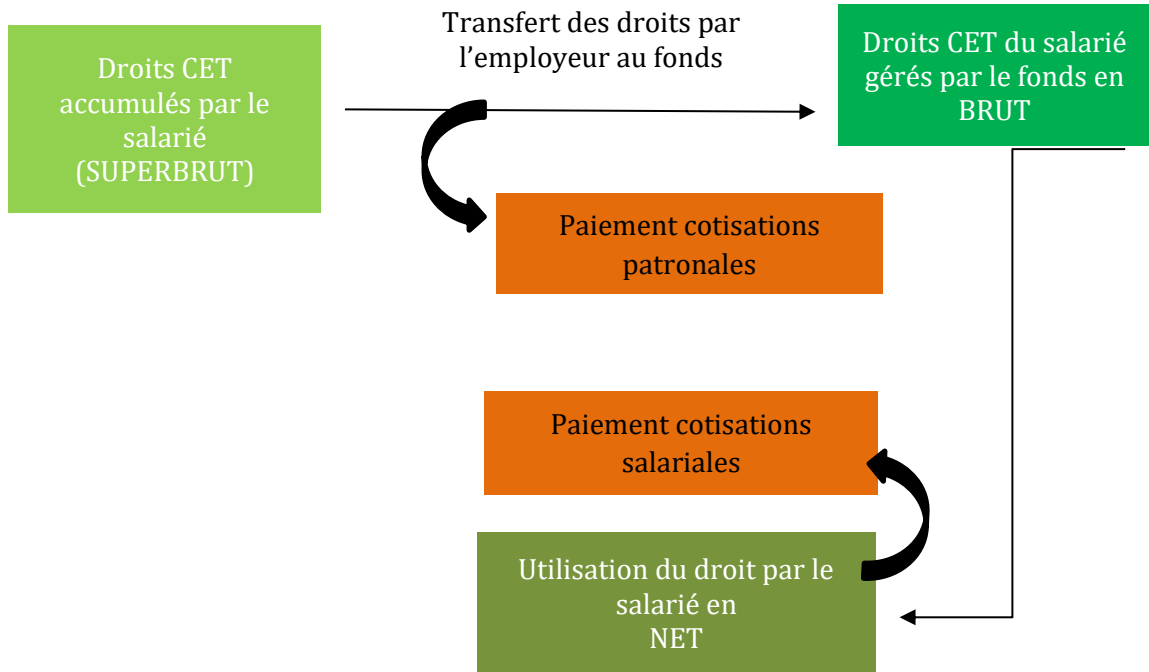 Droits CET
accumulés par le
salarié
(SUPERBRUT)
Transfert des droits par
l’employeur au fonds
Droits CET du salarié
gérés par le fonds en
BRUT
Paiement cotisations
patronales
Paiement cotisations
salariales
Utilisation du droit par le
salarié en
NET